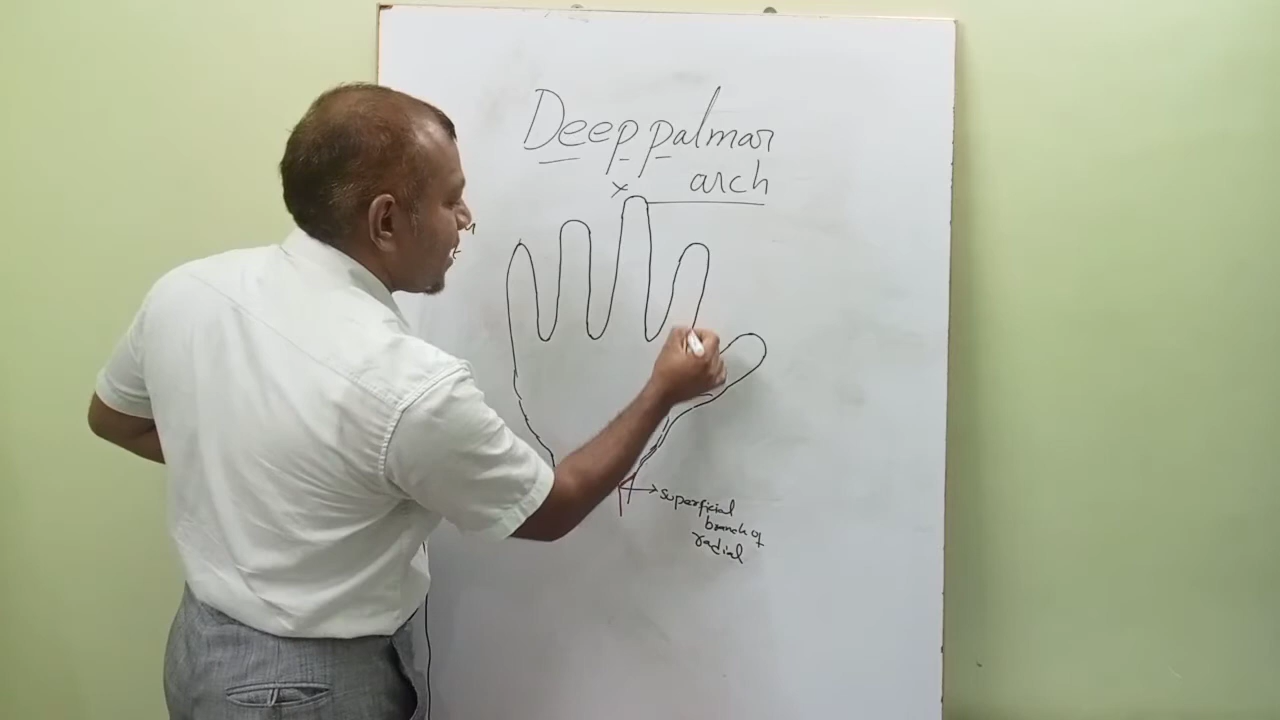 Deep palmar
arch
x
superficial
branch of
radial